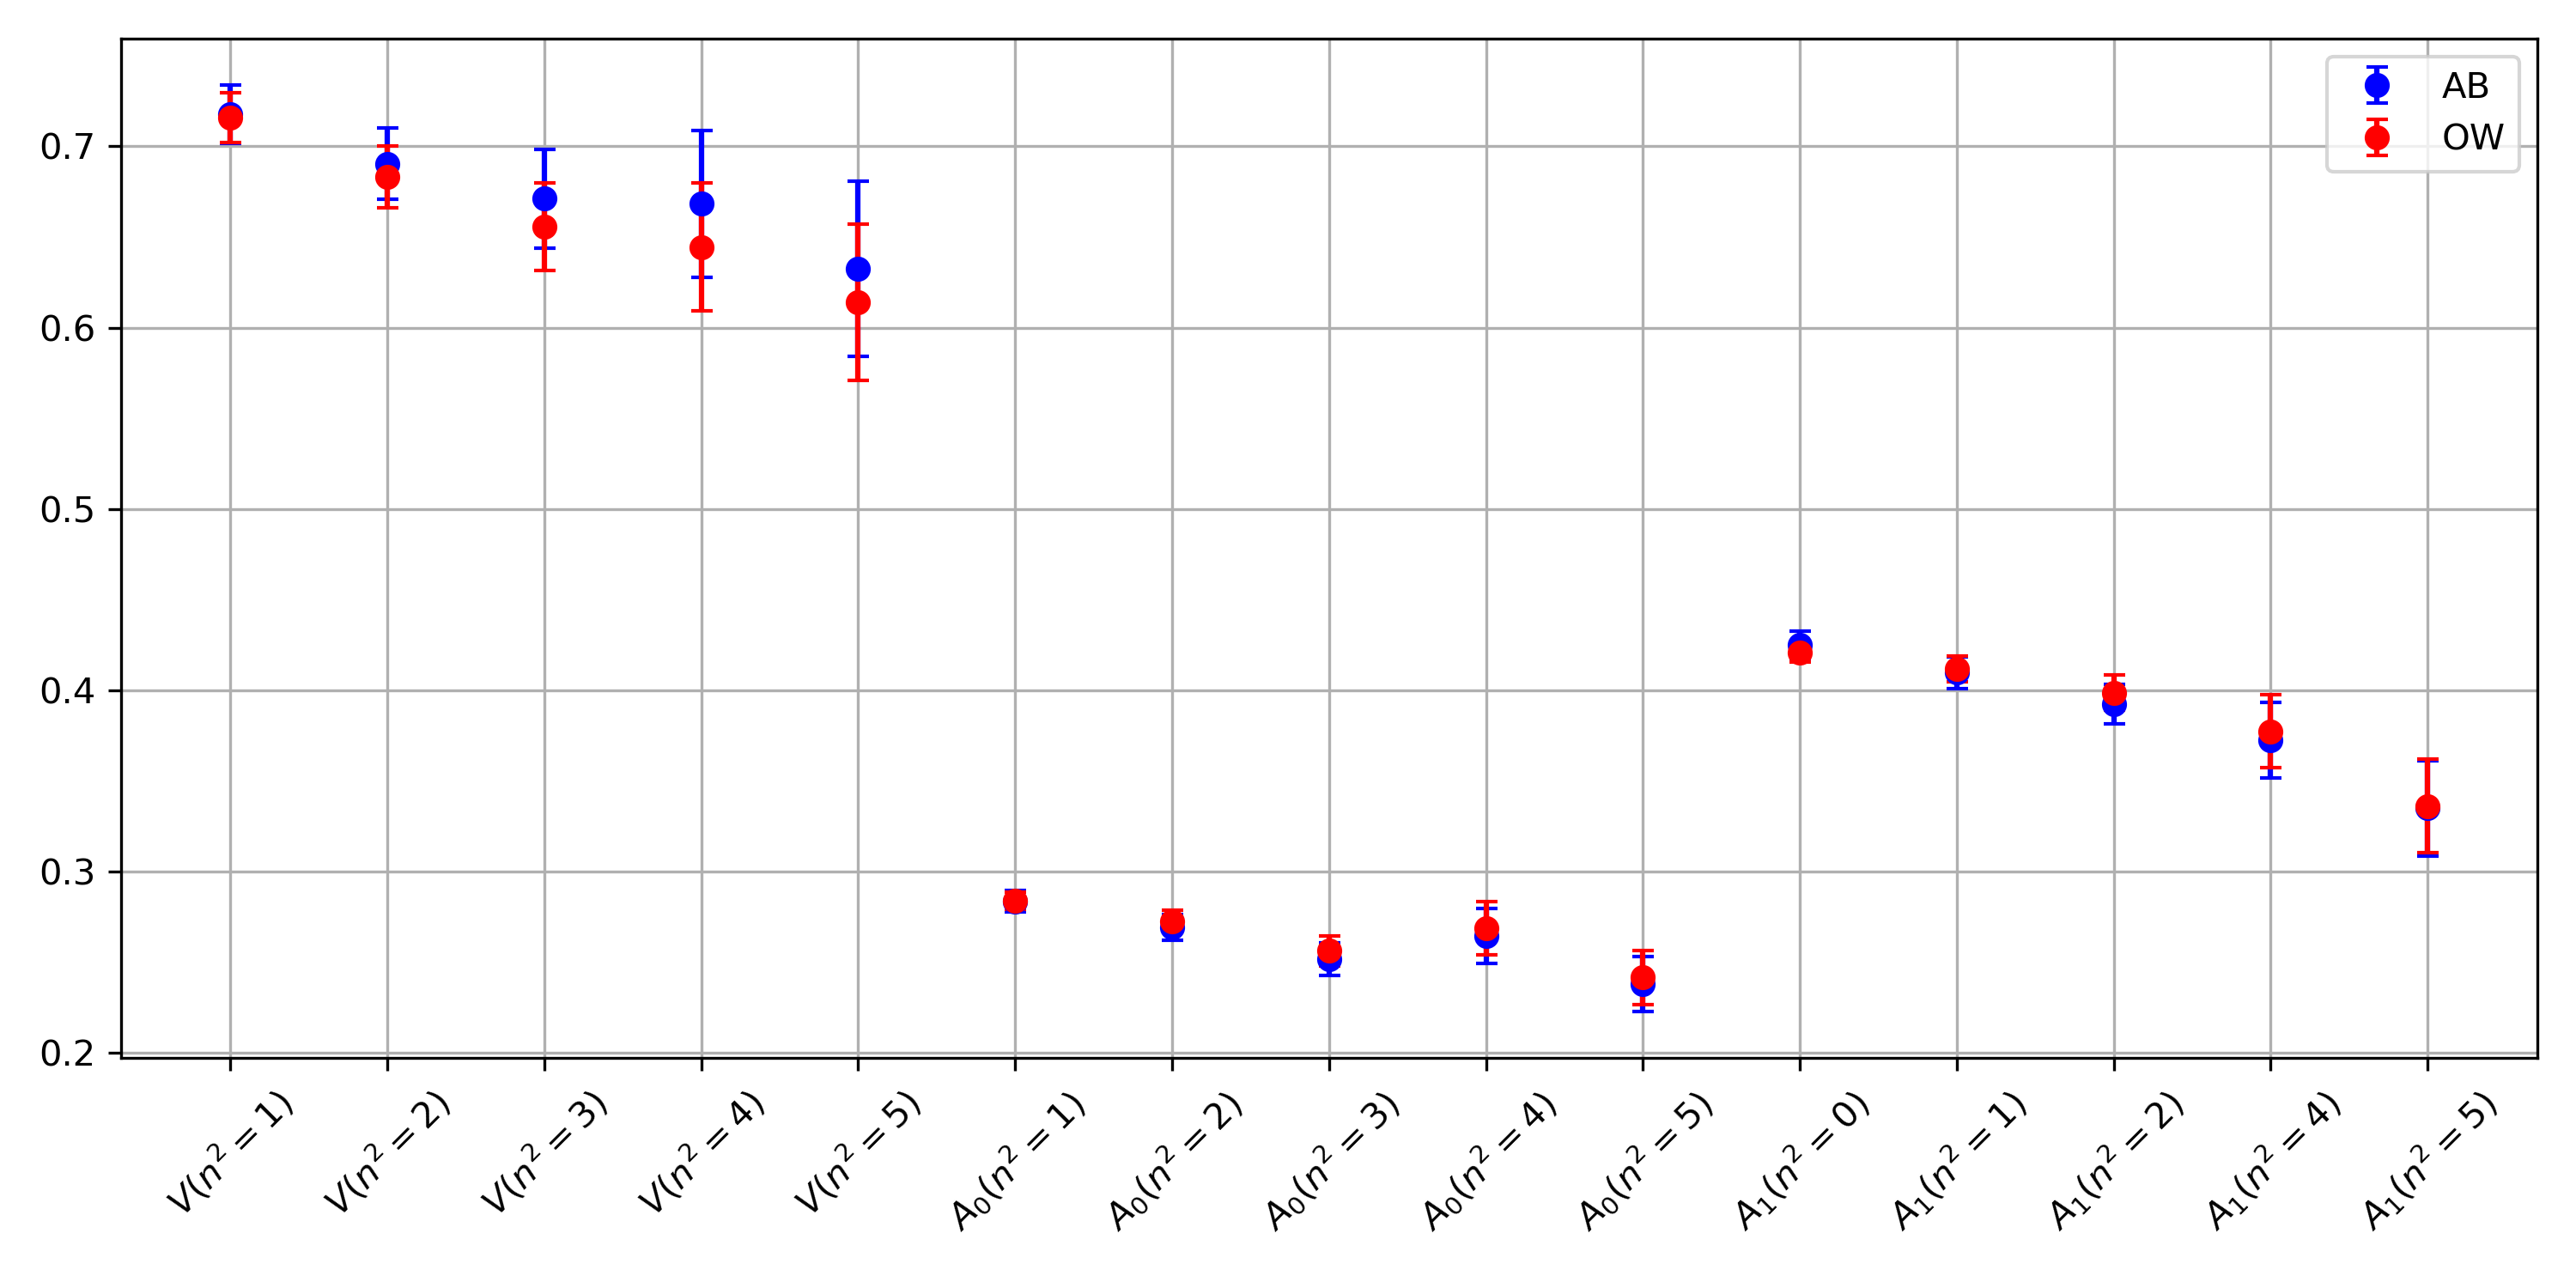 AB
OW
0.7
0.6
0.5
0.4
0.3
0.2
V(n² = 1)
V(n² = 2)
V(n² = 3)
V(n² = 4)
V(n² = 5)
A₀(n² = 1)
A₀(n² = 2)
A₀(n² = 3)
A₀(n² = 4)
A₀(n² = 5)
A₁(n² = 0)
A₁(n² = 1)
A₁(n² = 2)
A₁(n² = 4)
A₁(n² = 5)